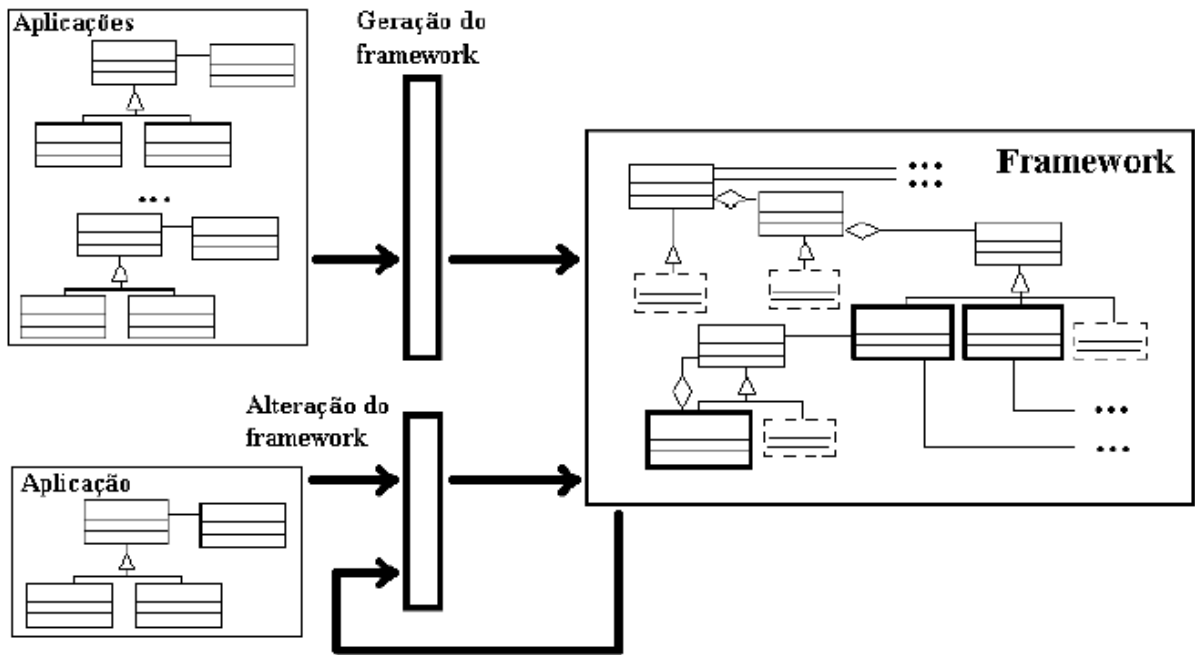 Aplicações
Geração do
framework
Framework
...
...
...
Alteração do
framework
...
...
Aplicação